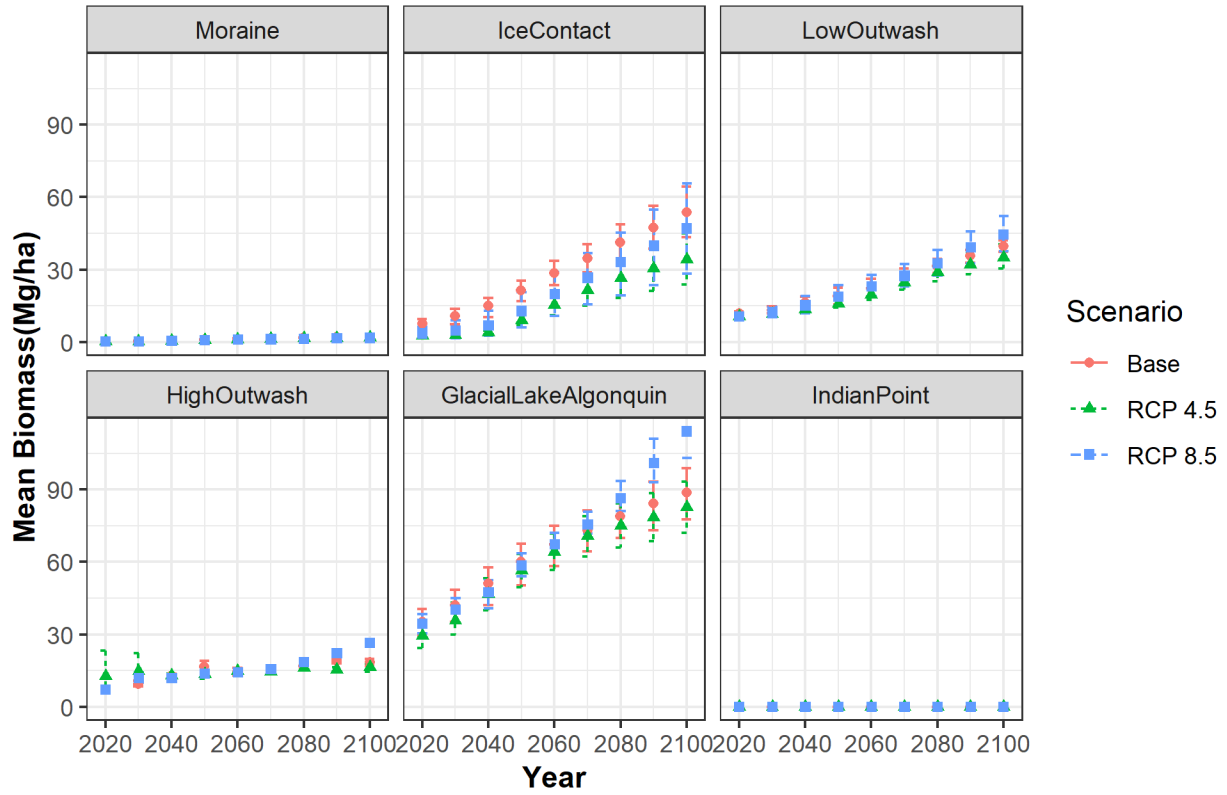 Moraine
IceContact
LowOutwash
90
60
30
0
HighOutwash
GlacialLakeAlgonquin
IndianPoint
90
60
30
0
2020 2040 2060 2080 2100
2020 2040 2060 2080 2100
2020 2040 2060 2080 2100
Year
Mean Biomass(Mg/ha)
Scenario
Base
RCP 4.5
RCP 8.5